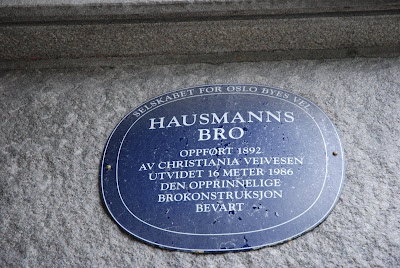 SELSKABET FOR OSLO BYES VEL
HAUSMANNS
BRO
OPPFØRT 1892
AV CHRISTIANIA VEIVESEN
UTVIDET 16 METER 1986
DEN OPPRINNELIGE
BROKONSTRUKSJON
BEVART